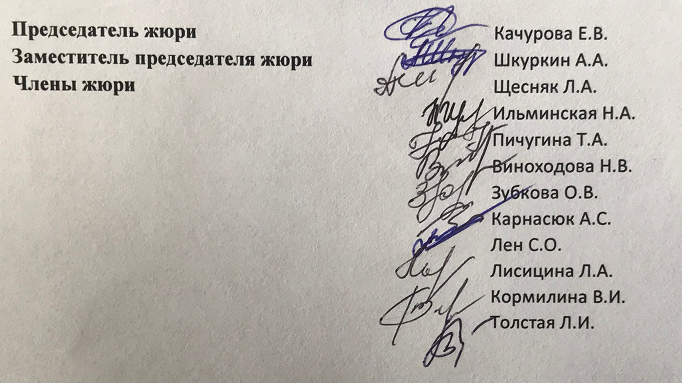 Председатель жюри Качурова Е.В.
Заместитель председателя жюри Шкуркин А.А.
Члены жюри Щесняк Л.А.
Ильминская Н.А.
Пичугина Т.А.
Виноходова Н.В.
Зубкова О.В.
Карнасюк А.С.
Лен С.О.
Лисицина Л.А.
Кормилина В.И.
Толстая Л.И.